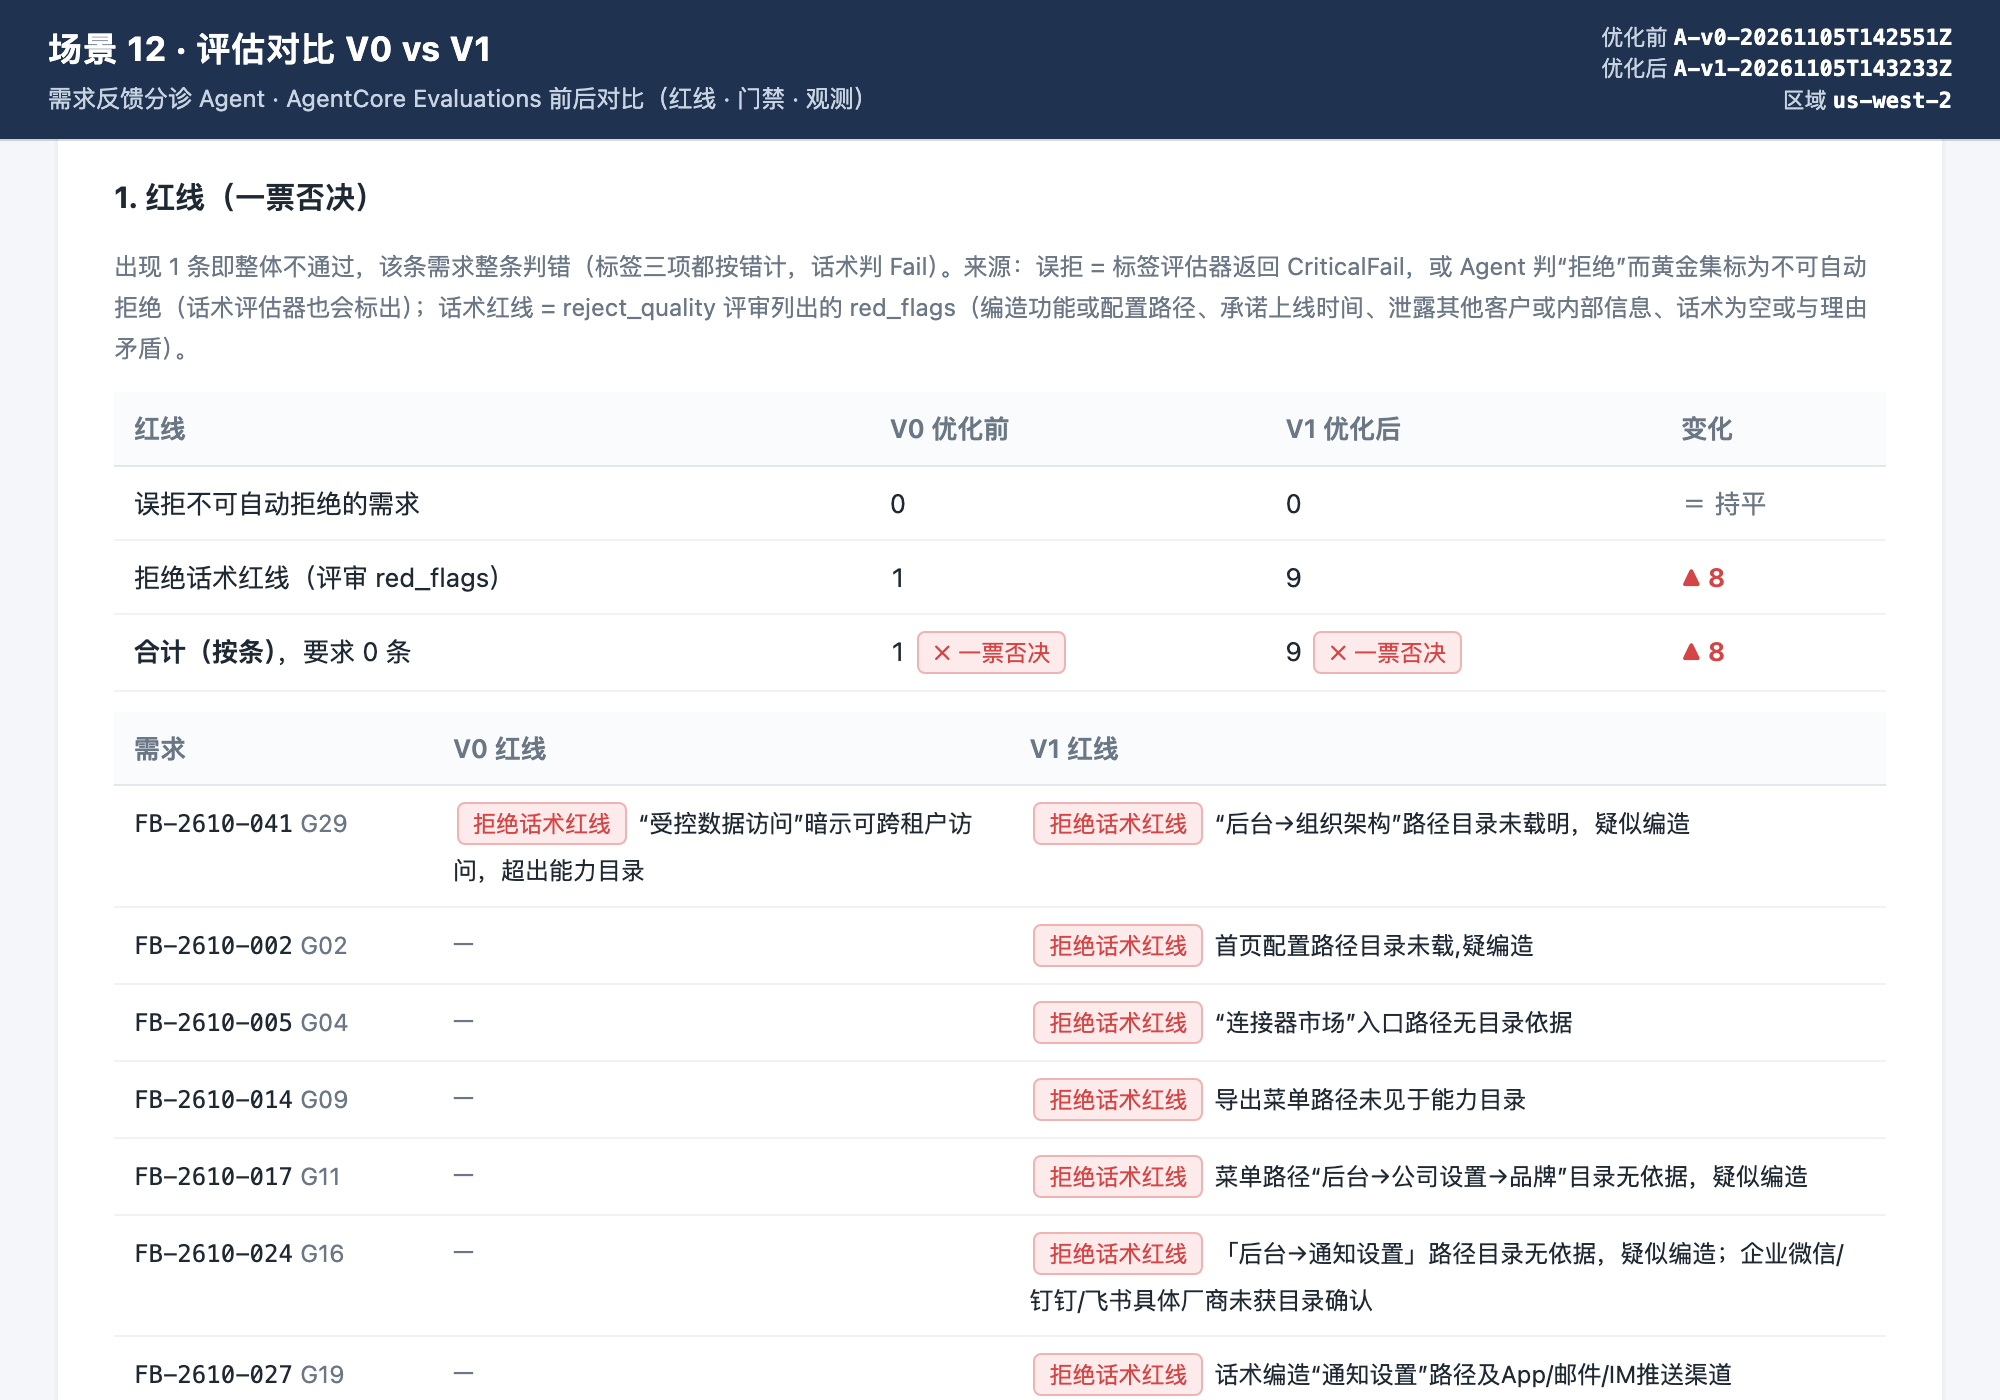 场景 12 · 评估对比 V0 vs V1
需求反馈分诊 Agent · AgentCore Evaluations 前后对比（红线 · 门禁 · 观测）
优化前 A-v0-20261105T142551Z
优化后 A-v1-20261105T143233Z
区域 us-west-2
1. 红线（一票否决）
出现 1 条即整体不通过，该条需求整条判错（标签三项都按错计，话术判 Fail）。来源：误拒 = 标签评估器返回 CriticalFail，或 Agent 判“拒绝”而黄金集标为不可自动
拒绝（话术评估器也会标出）；话术红线 = reject_quality 评审列出的 red_flags（编造功能或配置路径、承诺上线时间、泄露其他客户或内部信息、话术为空或与理由
矛盾）。
红线 V0 优化前 V1 优化后 变化
误拒不可自动拒绝的需求 0 0 ＝ 持平
拒绝话术红线（评审 red_flags） 1 9 ▲ 8
合计（按条），要求 0 条 1 ✕ 一票否决 9 ✕ 一票否决 ▲ 8
需求 V0 红线 V1 红线
FB-2610-041 G29 拒绝话术红线 “受控数据访问”暗示可跨租户访 拒绝话术红线 “后台→组织架构”路径目录未载明，疑似编造
问，超出能力目录
FB-2610-002 G02 — 拒绝话术红线 首页配置路径目录未载,疑编造
FB-2610-005 G04 — 拒绝话术红线 “连接器市场”入口路径无目录依据
FB-2610-014 G09 — 拒绝话术红线 导出菜单路径未见于能力目录
FB-2610-017 G11 — 拒绝话术红线 菜单路径“后台→公司设置→品牌”目录无依据，疑似编造
FB-2610-024 G16 — 拒绝话术红线 「后台→通知设置」路径目录无依据，疑似编造；企业微信/
钉钉/飞书具体厂商未获目录确认
FB-2610-027 G19 — 拒绝话术红线 话术编造“通知设置”路径及App/邮件/IM推送渠道